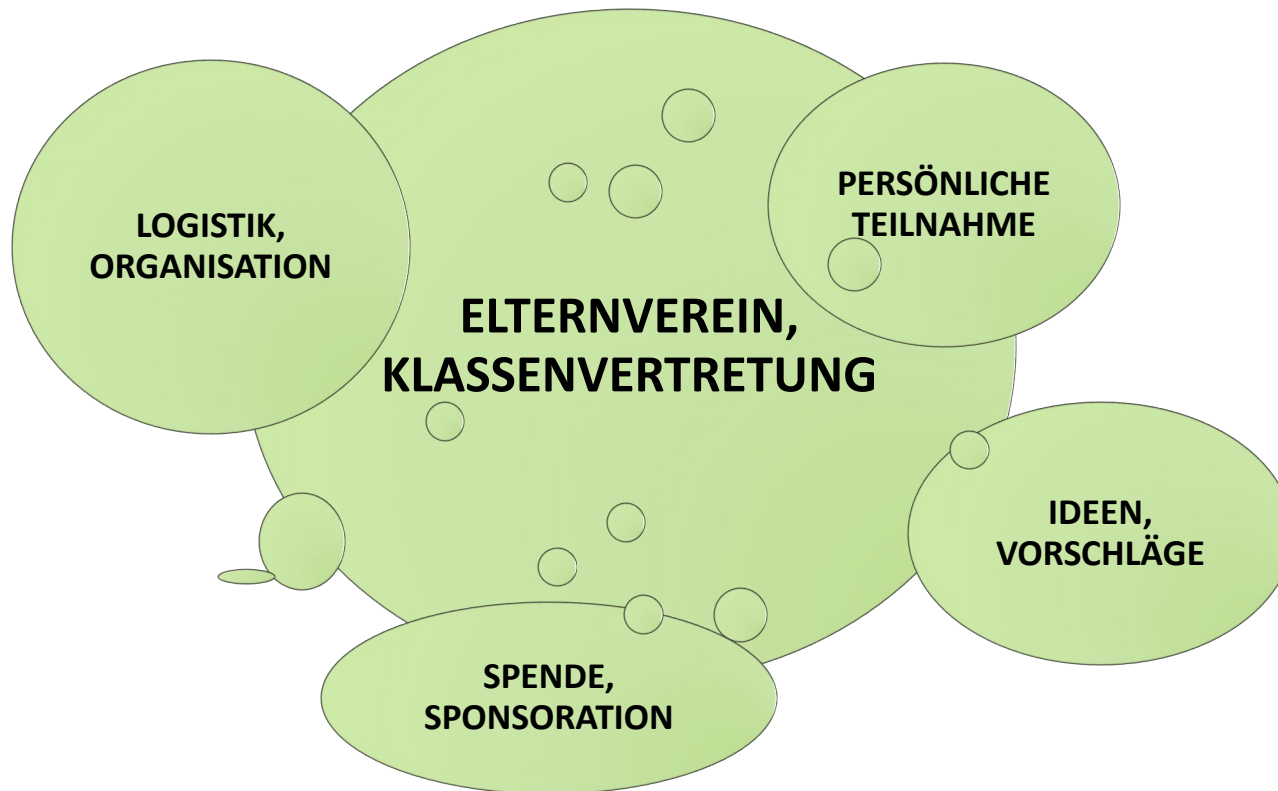 LOGISTIK,
ORGANISATION
PERSÖNLICHE
TEILNAHME
ELTERNVEREIN,
KLASSENVERTRETUNG
IDEEN,
VORSCHLÄGE
SPENDE,
SPONSORATION